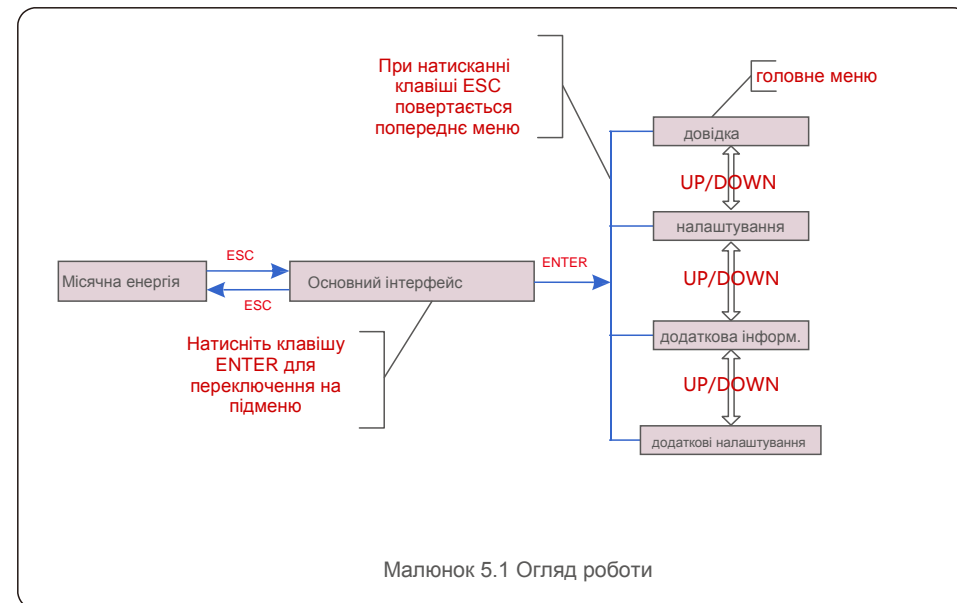 При натисканні
клавіші ESC
повертається
попереднє меню
головне меню
довідка
UP/DOWN
налаштування
UP/DOWN
ESC
ENTER
Місячна енергія
Основний інтерфейс
ESC
Натисніть клавішу
ENTER для
переключення на
підменю
додаткова інформ.
UP/DOWN
додаткові налаштування
Малюнок 5.1 Огляд роботи